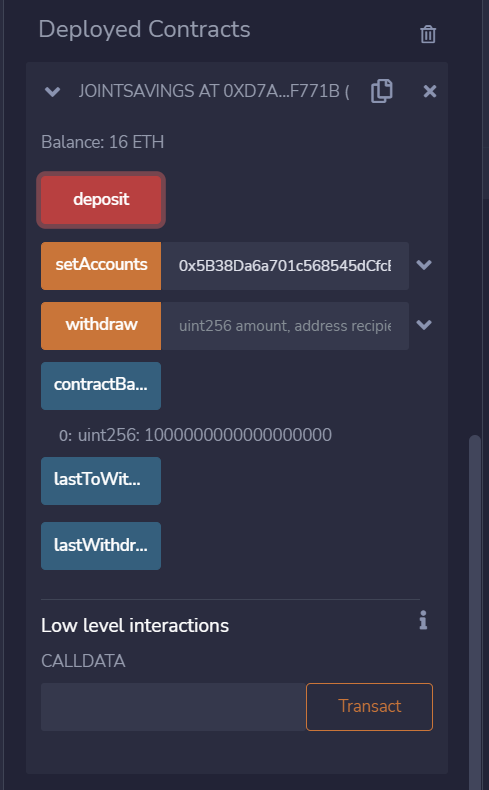 Deployed Contracts
JOINTSAVINGS AT 0XD7A...F771B (
Balance: 16 ETH
deposit
setAccounts 0x5B38Da6a701c568545dCfcB
withdraw uint256 amount, address recipie
contractBa...
0: uint256: 1000000000000000000
lastToWit...
lastWithdr...
Low level interactions
CALLDATA
Transact